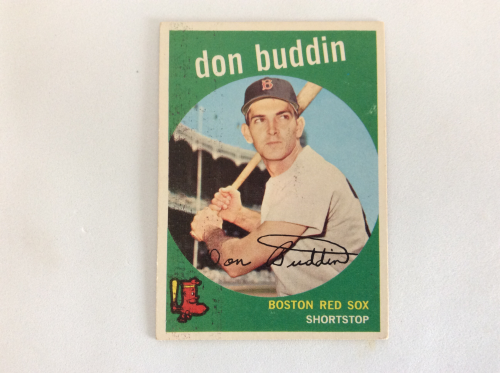 don buddin
B
Don Buddin
BOSTON RED SOX
SHORTSTOP